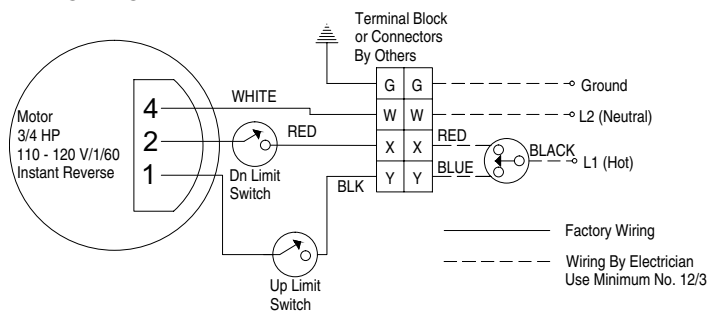 Terminal Block
or Connectors
By Others
G G
Ground
WHITE
W W
L2 (Neutral)
Motor
3/4 HP
110 - 120 V/1/60
Instant Reverse
4
2
1
RED
X X
RED
BLACK
L1 (Hot)
Dn Limit
Switch
BLK
Y Y
BLUE
Up Limit
Switch
Factory Wiring
Wiring By Electrician
Use Minimum No. 12/3